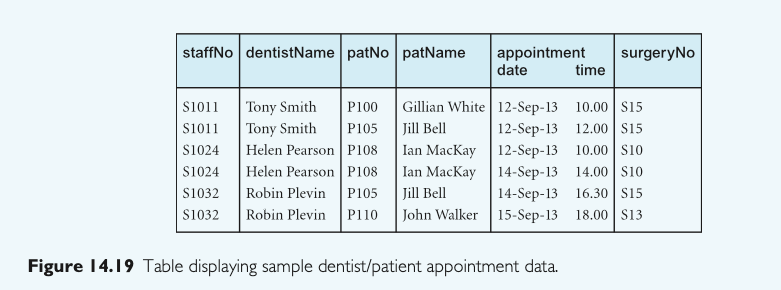 staffNo dentistName patNo patName appointment surgeryNo
date time
S1011 Tony Smith P100 Gillian White 12-Sep-13 10.00 S15
S1011 Tony Smith P105 Jill Bell 12-Sep-13 12.00 S15
S1024 Helen Pearson P108 Ian MacKay 12-Sep-13 10.00 S10
S1024 Helen Pearson P108 Ian MacKay 14-Sep-13 14.00 S10
S1032 Robin Plevin P105 Jill Bell 14-Sep-13 16.30 S15
S1032 Robin Plevin P110 John Walker 15-Sep-13 18.00 S13
Figure 14.19 Table displaying sample dentist/patient appointment data.